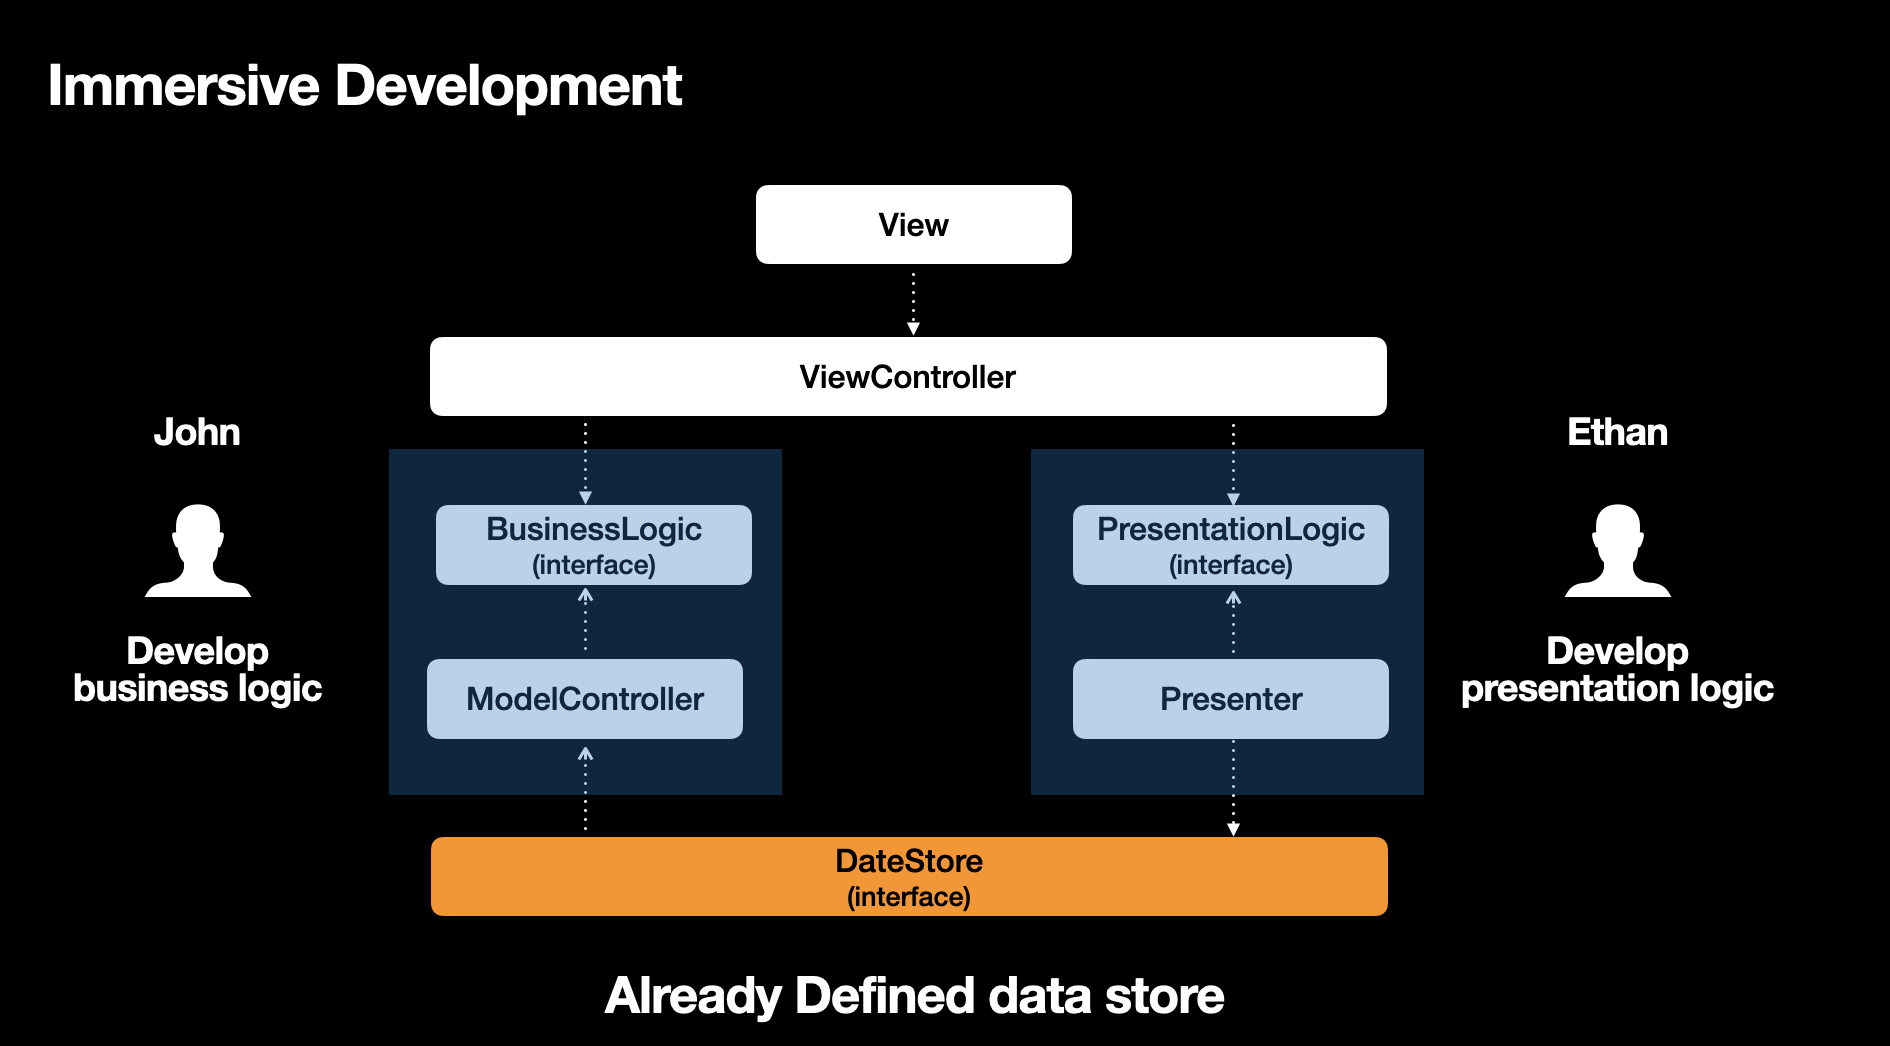 Immersive Development
View
ViewController
John
Ethan
BusinessLogic
(interface)
PresentationLogic
(interface)
Develop
business logic
ModelController
Presenter
Develop
presentation logic
DateStore
(interface)
Already Defined data store